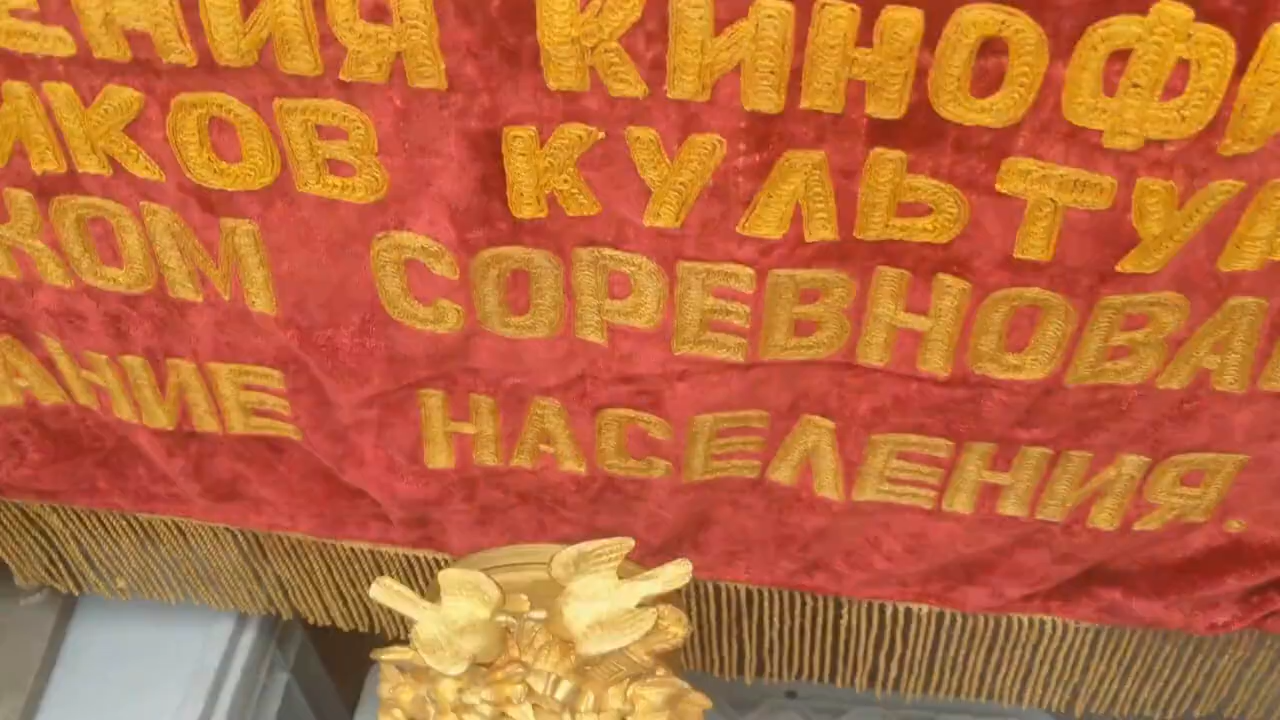 ЕНИЯ КИНОФ
ИКОВ КУЛЬТУ
КОМ СОРЕВНОВА
АНИЕ НАСЕЛЕНИЯ.